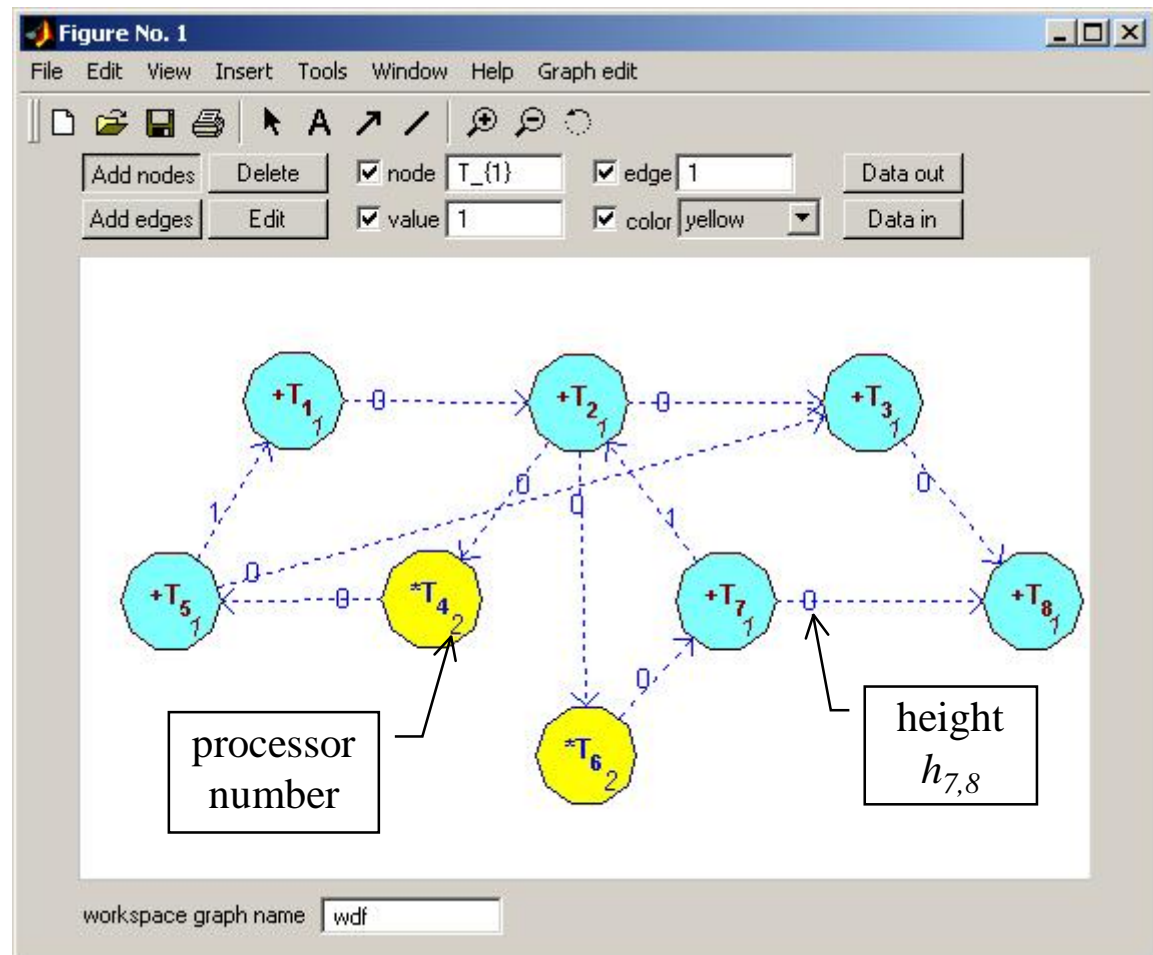 Figure No. 1
File Edit View Insert Tools Window Help Graph edit
A
Add nodes Delete node T_{1} edge 1 Data out
Add edges Edit value 1 color yellow Data in
+T1 1 0 +T2 1 0 +T3 1
0 0 0
1 1
0
+T5 1 0 *T4 2 +T7 1 0 +T8 1
0
*T6 2
processor
number
height
h7,8
workspace graph name wdf